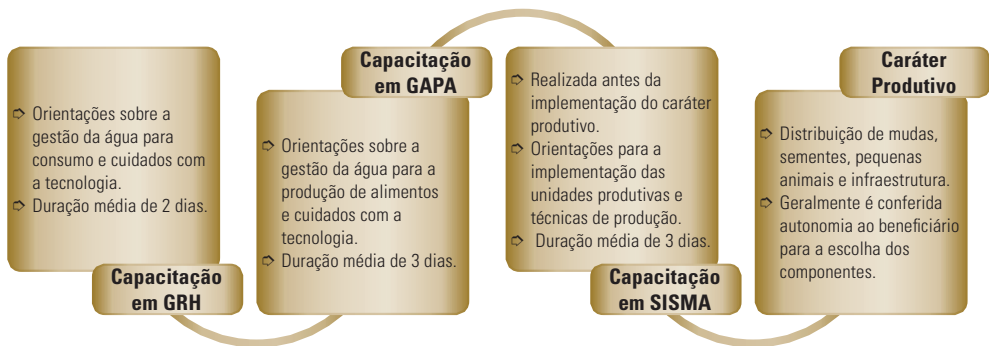 ➩ Orientações sobre a
gestão da água para
consumo e cuidados com
a tecnologia.
➩ Duração média de 2 dias.
Capacitação
em GRH
Capacitação
em GAPA
➩ Orientações sobre a
gestão da água para a
produção de alimentos
e cuidados com a
tecnologia.
➩ Duração média de 3 dias.
➩ Realizada antes da
implementação do caráter
produtivo.
➩ Orientações para a
implementação das
unidades produtivas e
técnicas de produção.
➩ Duração média de 3 dias.
Capacitação
em SISMA
Caráter
Produtivo
➩ Distribuição de mudas,
sementes, pequenas
animais e infraestrutura.
➩ Geralmente é conferida
autonomia ao beneficiário
para a escolha dos
componentes.